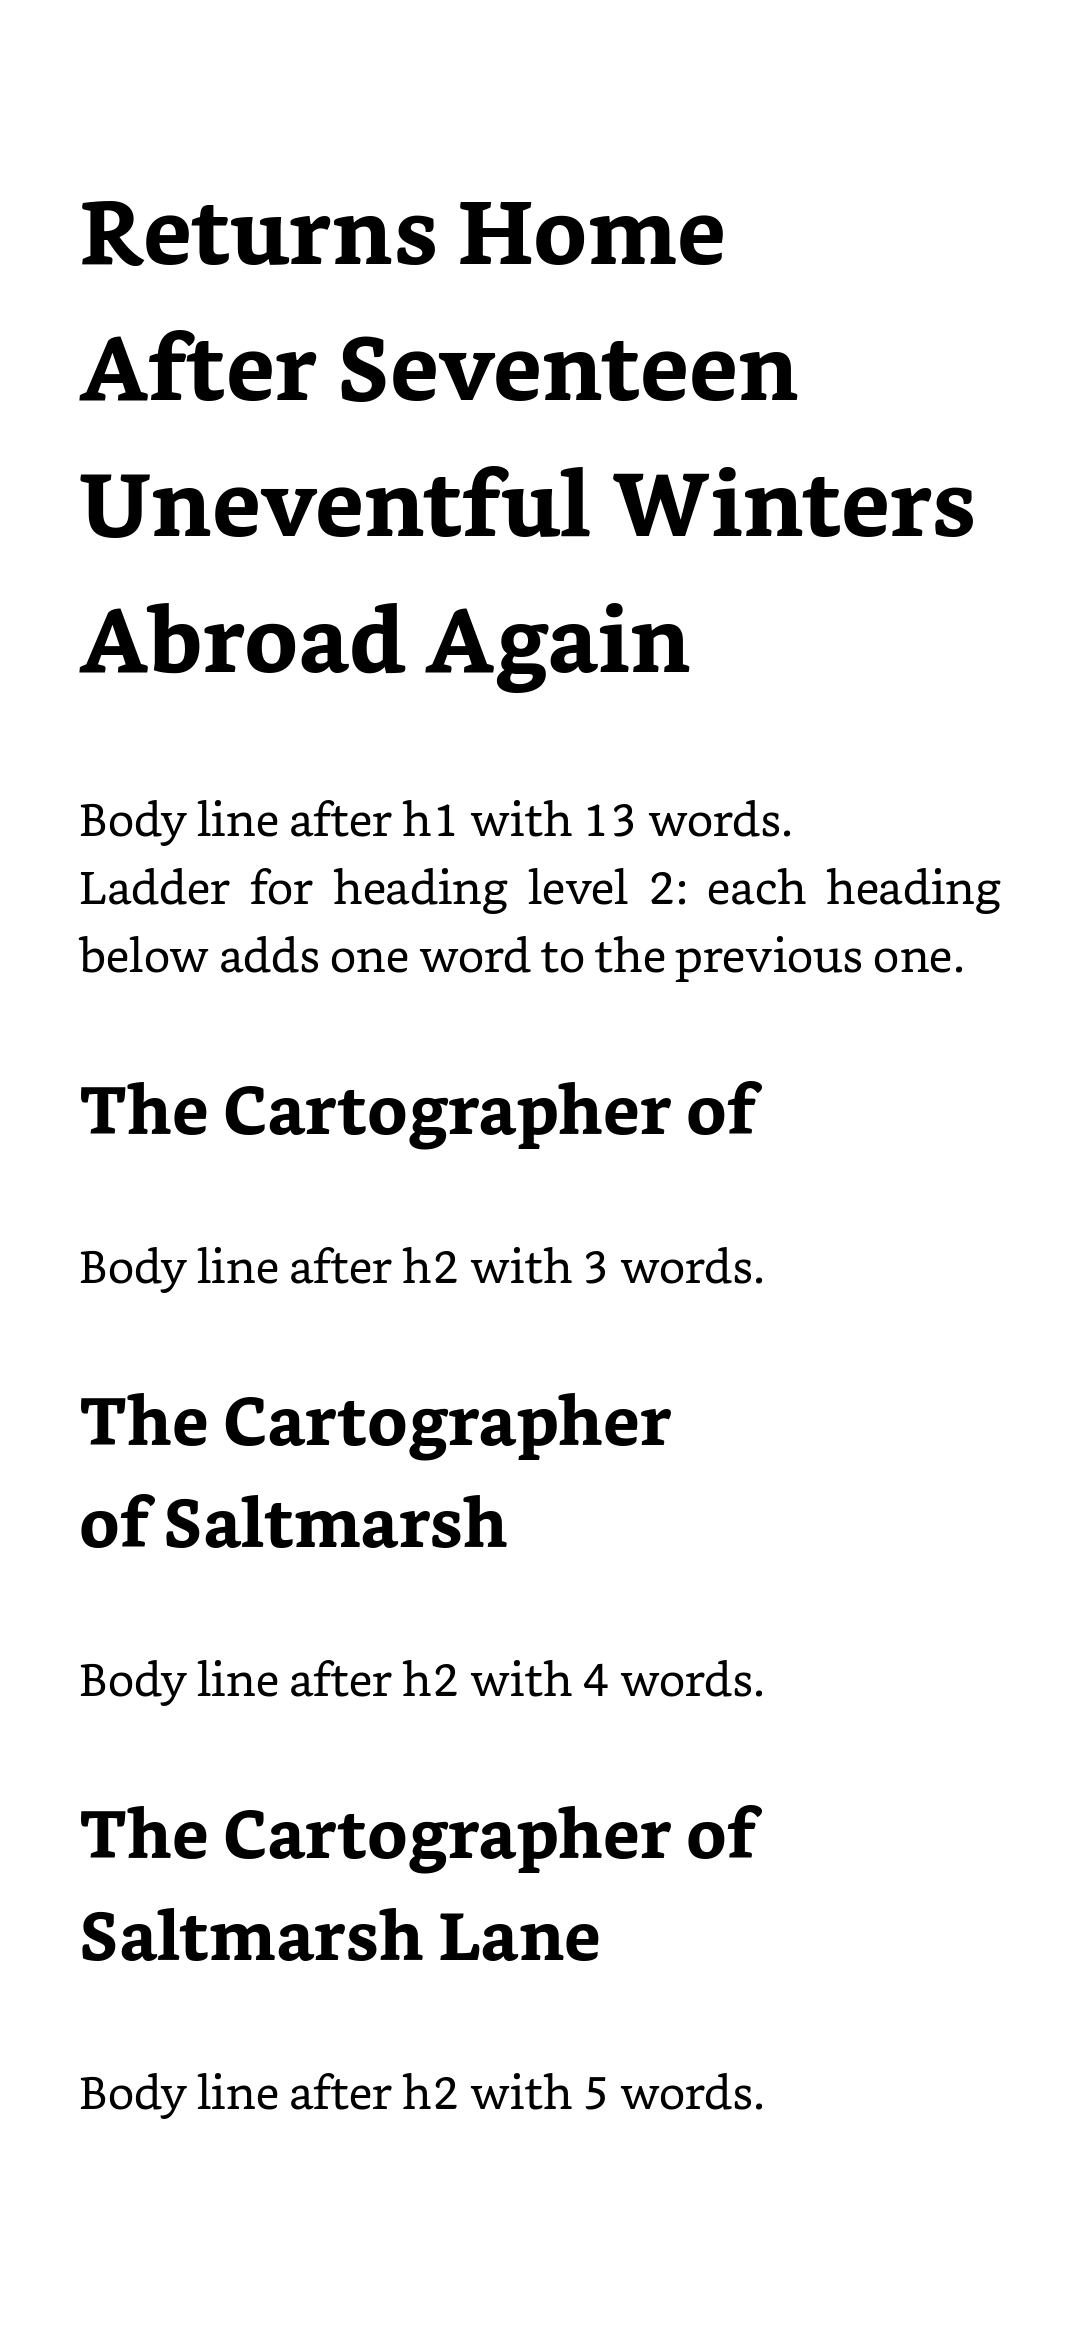 Returns Home
After Seventeen
Uneventful Winters
Abroad Again
Body line after h1 with 13 words.
Ladder for heading level 2: each heading
below adds one word to the previous one.
The Cartographer of
Body line after h2 with 3 words.
The Cartographer
of Saltmarsh
Body line after h2 with 4 words.
The Cartographer of
Saltmarsh Lane
Body line after h2 with 5 words.